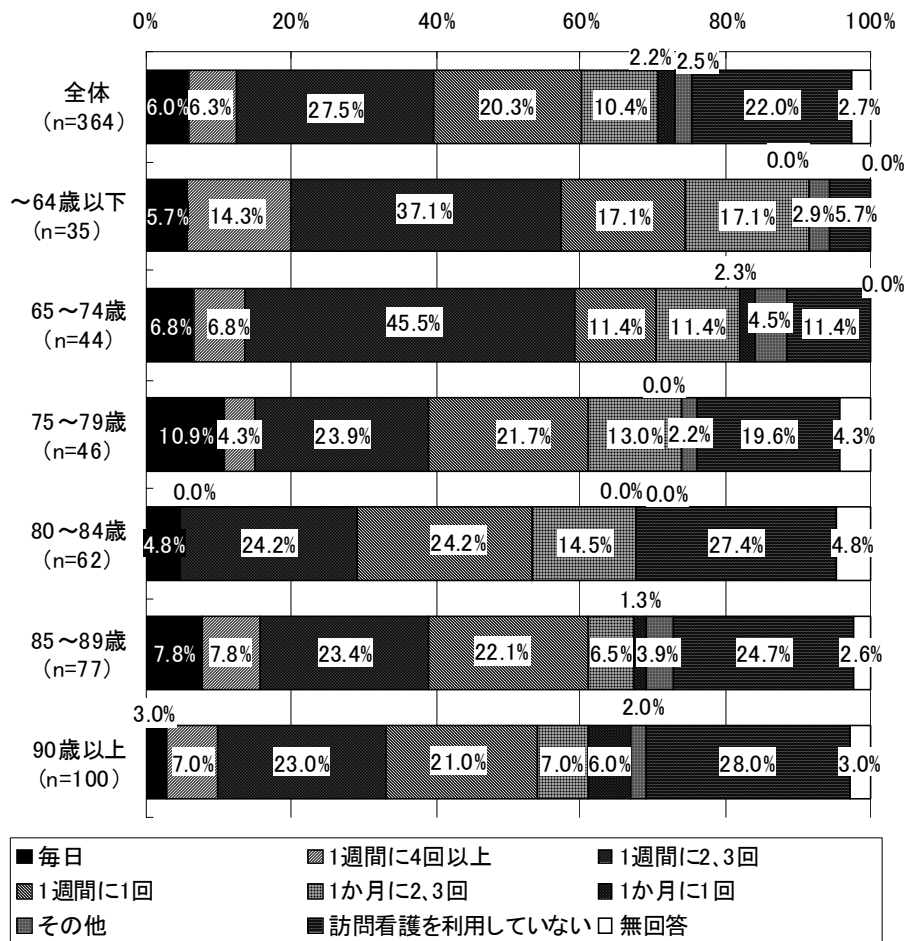 0% 20% 40% 60% 80% 100%
2.2% 2.5%
全体
(n=364)
6.0% 6.3% 27.5% 20.3% 10.4% 22.0% 2.7%
0.0% 0.0%
～64歳以下
(n=35)
5.7% 14.3% 37.1% 17.1% 17.1% 2.9% 5.7%
2.3% 0.0%
65～74歳
(n=44)
6.8% 6.8% 45.5% 11.4% 11.4% 4.5% 11.4%
0.0%
75～79歳
(n=46)
10.9% 4.3% 23.9% 21.7% 13.0% 2.2% 19.6% 4.3%
0.0% 0.0% 0.0%
80～84歳
(n=62)
4.8% 24.2% 24.2% 14.5% 27.4% 4.8%
1.3%
85～89歳
(n=77)
7.8% 7.8% 23.4% 22.1% 6.5% 3.9% 24.7% 2.6%
3.0% 2.0%
90歳以上
(n=100)
7.0% 23.0% 21.0% 7.0% 6.0% 28.0% 3.0%
毎日 1週間に4回以上 1週間に2、3回
1週間に1回 1か月に2、3回 1か月に1回
その他 訪問看護を利用していない 無回答